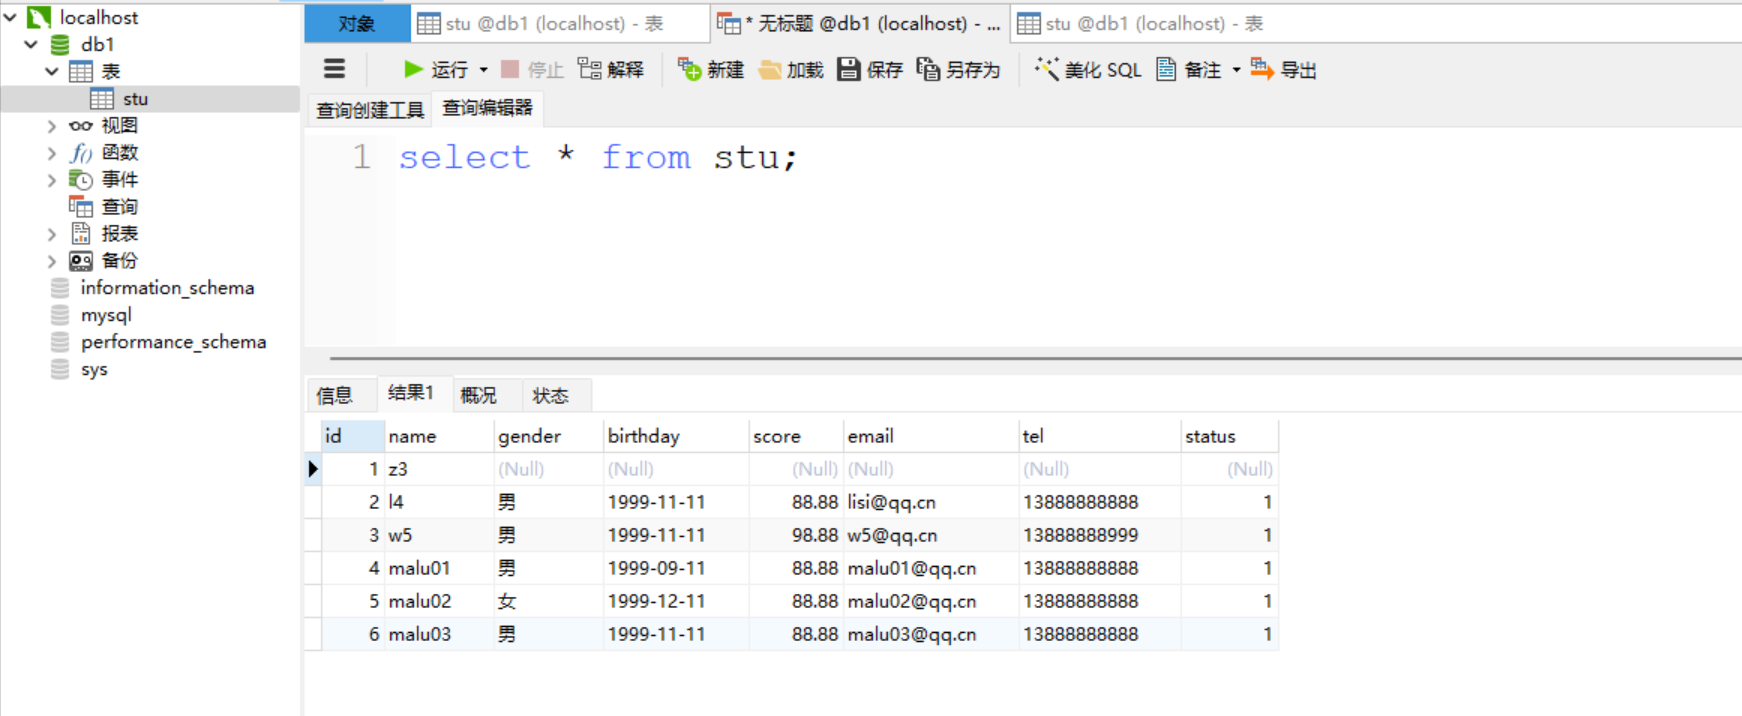 localhost
db1
表
stu
视图
函数
事件
查询
报表
备份
information_schema
mysql
performance_schema
sys
对象 stu @db1 (localhost) - 表 * 无标题 @db1 (localhost) - ... stu @db1 (localhost) - 表
运行 停止 解释 新建 加载 保存 另存为 美化 SQL 备注 导出
查询创建工具 查询编辑器
1 select * from stu;
信息 结果1 概况 状态
id name gender birthday score email tel status
1 z3 (Null) (Null) (Null) (Null) (Null) (Null)
2 l4 男 1999-11-11 88.88 lisi@qq.cn 13888888888 1
3 w5 男 1999-11-11 98.88 w5@qq.cn 13888888999 1
4 malu01 男 1999-09-11 88.88 malu01@qq.cn 13888888888 1
5 malu02 女 1999-12-11 88.88 malu02@qq.cn 13888888888 1
6 malu03 男 1999-11-11 88.88 malu03@qq.cn 13888888888 1